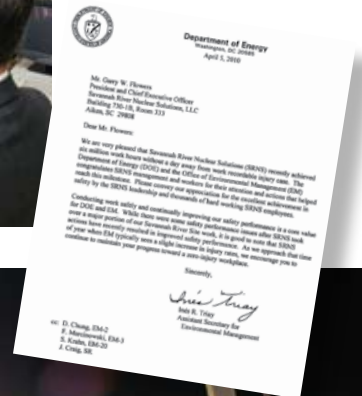 Department of Energy
Washington, DC 20585
April 5, 2010
Mr. Garry W. Flowers
President and Chief Executive Officer
Savannah River Nuclear Solutions, LLC
Building 730-1B, Room 333
Aiken, SC 29808
Dear Mr. Flowers:
We are very pleased that Savannah River Nuclear Solutions (SRNS) recently achieved
six million work hours without a day away from work recordable injury case. The
Department of Energy (DOE) and the Office of Environmental Management (EM)
congratulates SRNS management and workers for their attention and actions that helped
reach this milestone. Please convey our appreciation for the excellent achievement in
safety by the SRNS leadership and thousands of hard working SRNS employees.
Conducting work safely and continually improving our safety performance is a core value
for DOE and EM. While there were some safety performance issues after SRNS took
over a major portion of our Savannah River Site work, it is good to note that SRNS
actions have recently resulted in improved safety performance. As we approach that time
of year when EM typically sees a slight increase in injury rates, we encourage you to
continue to maintain your progress toward a zero-injury workplace.
Sincerely,
Inés Triay
Inés R. Triay
Assistant Secretary for
Environmental Management
cc: D. Chung, EM-2
F. Marcinowski, EM-3
S. Krahn, EM-20
J. Craig, SR